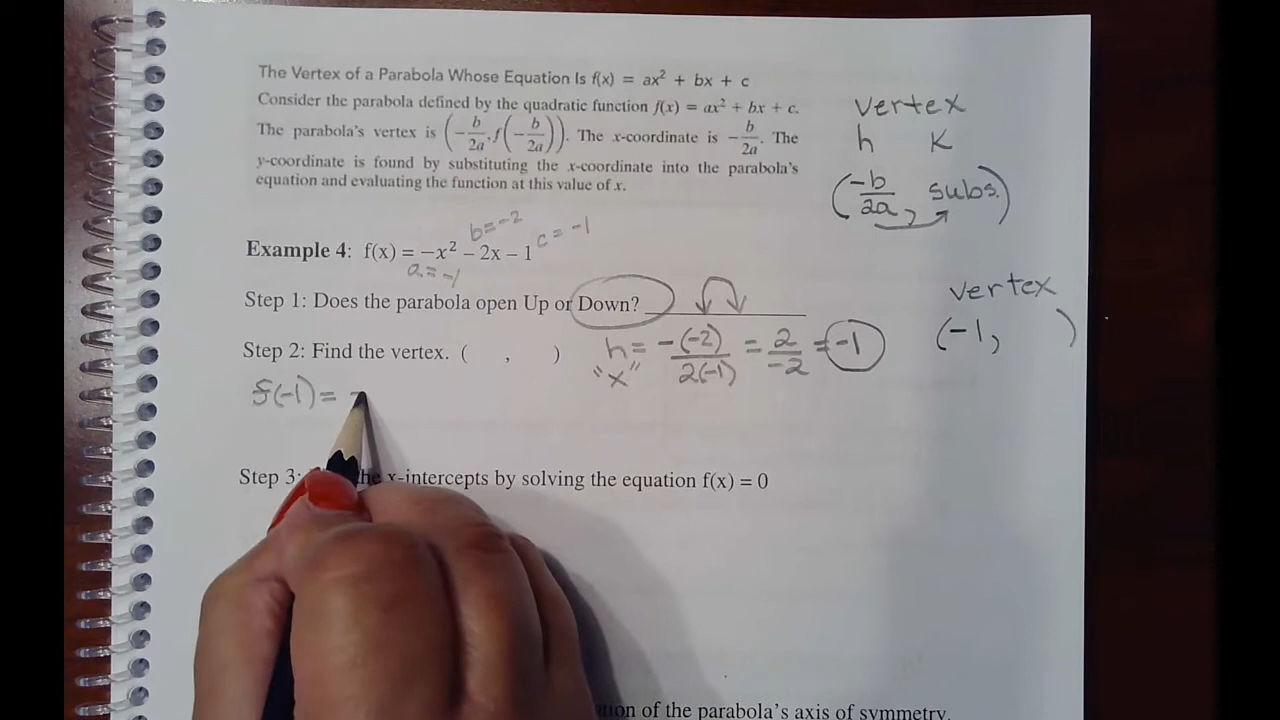 The Vertex of a Parabola Whose Equation Is f(x) = ax² + bx + c
Consider the parabola defined by the quadratic function f(x) = ax² + bx + c.
The parabola's vertex is (−b/2a, f(−b/2a)). The x-coordinate is −b/2a. The
y-coordinate is found by substituting the x-coordinate into the parabola's
equation and evaluating the function at this value of x.
vertex
h K
(-b/2a, subs.)
b=-2
Example 4: f(x) = −x² − 2x − 1
c = -1
a=-1
Step 1: Does the parabola open Up or Down?
vertex
(-1, )
Step 2: Find the vertex. ( , )
h = -(-2)/2(-1) = 2/-2 = -1
"x"
f(-1) = -
Step 3: the x-intercepts by solving the equation f(x) = 0
of the parabola's axis of symmetry.